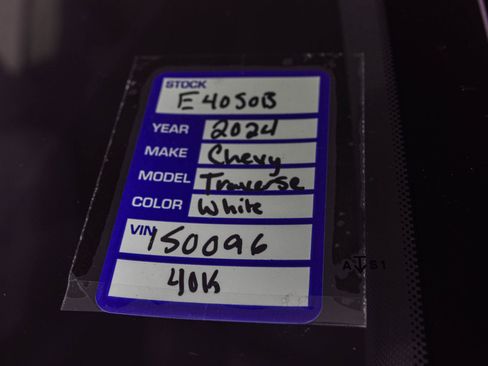 STOCK
E4050B
YEAR 2024
MAKE Chevy
MODEL Traverse
COLOR White
VIN 150096
40K